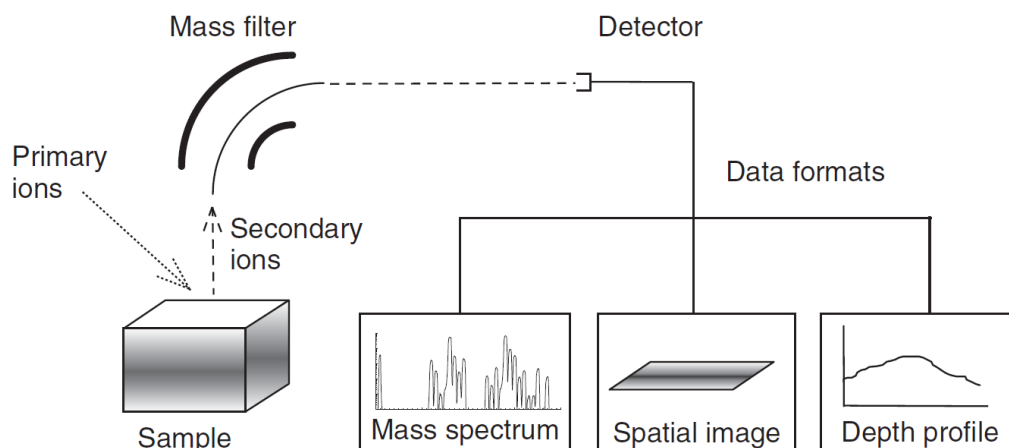 Mass filter
Detector
Primary
ions
Data formats
Secondary
ions
Sample
Mass spectrum
Spatial image
Depth profile